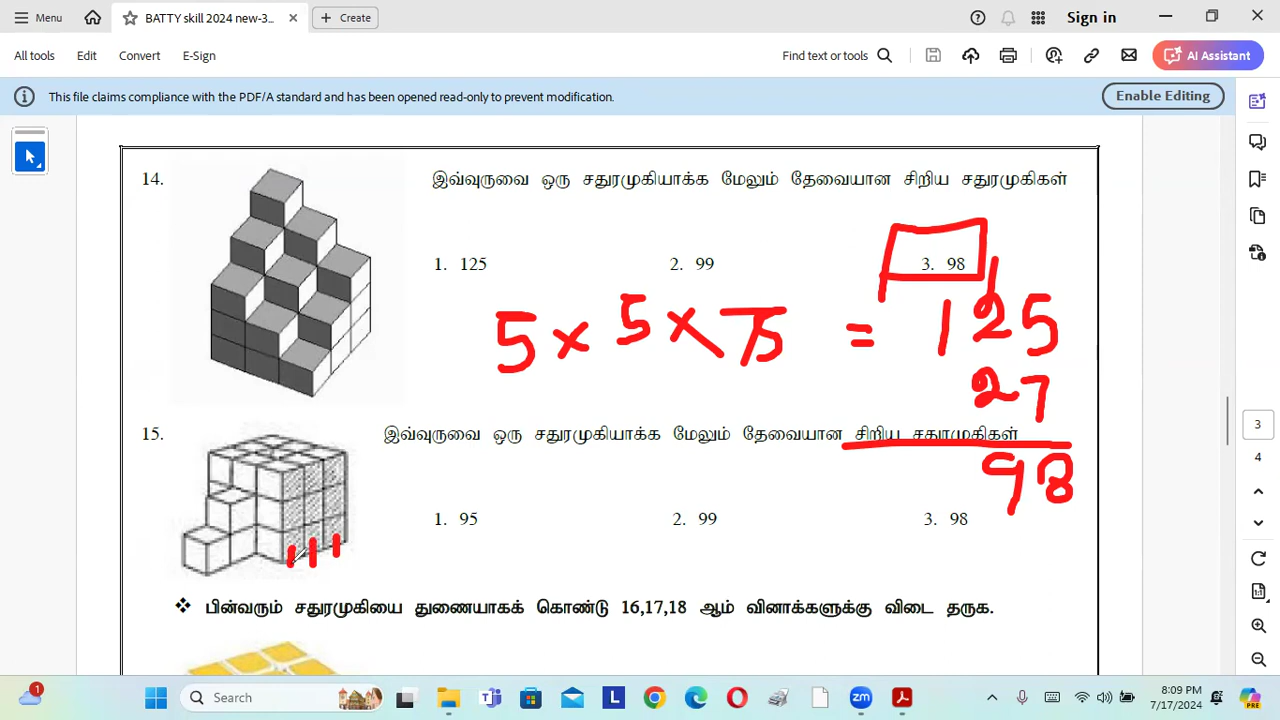 Menu
BATTY skill 2024 new-3...
Create
Sign in
All tools
Edit
Convert
E-Sign
Find text or tools
AI Assistant
This file claims compliance with the PDF/A standard and has been opened read-only to prevent modification.
Enable Editing
14.
இவ்வுருவை ஒரு சதுரமுகியாக்க மேலும் தேவையான சிறிய சதுரமுகிகள்
1. 125
2. 99
3. 98
5 × 5 × 5 = 125
27
98
15.
இவ்வுருவை ஒரு சதுரமுகியாக்க மேலும் தேவையான சிறிய சதுரமுகிகள்
1. 95
2. 99
3. 98
❖ பின்வரும் சதுரமுகியை துணையாகக் கொண்டு 16,17,18 ஆம் வினாக்களுக்கு விடை தருக.
3
4
1
Search
8:09 PM
7/17/2024